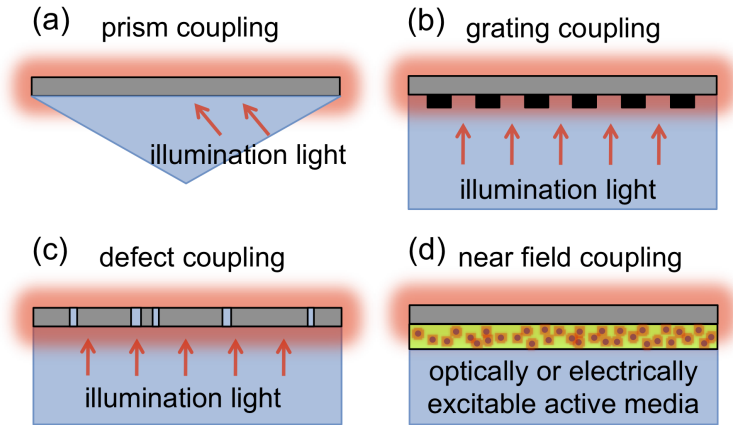 (a) prism coupling
illumination light
(b) grating coupling
illumination light
(c) defect coupling
illumination light
(d) near field coupling
optically or electrically
excitable active media